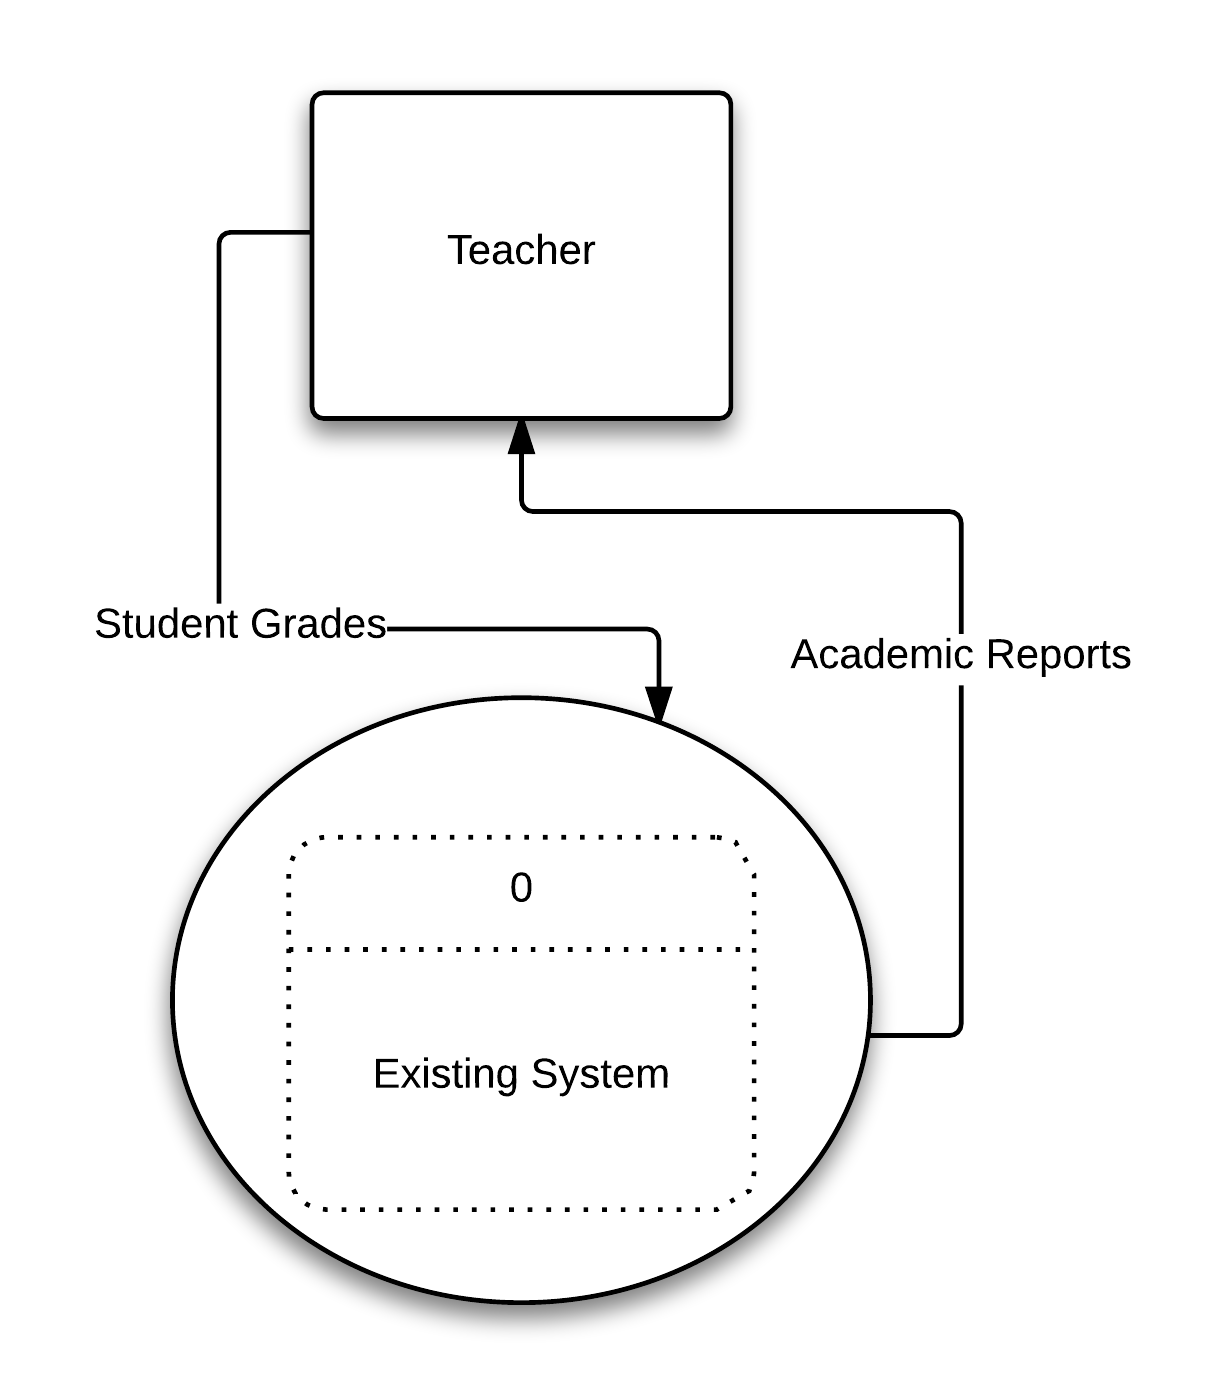 Teacher
Student Grades
Academic Reports
0
Existing System